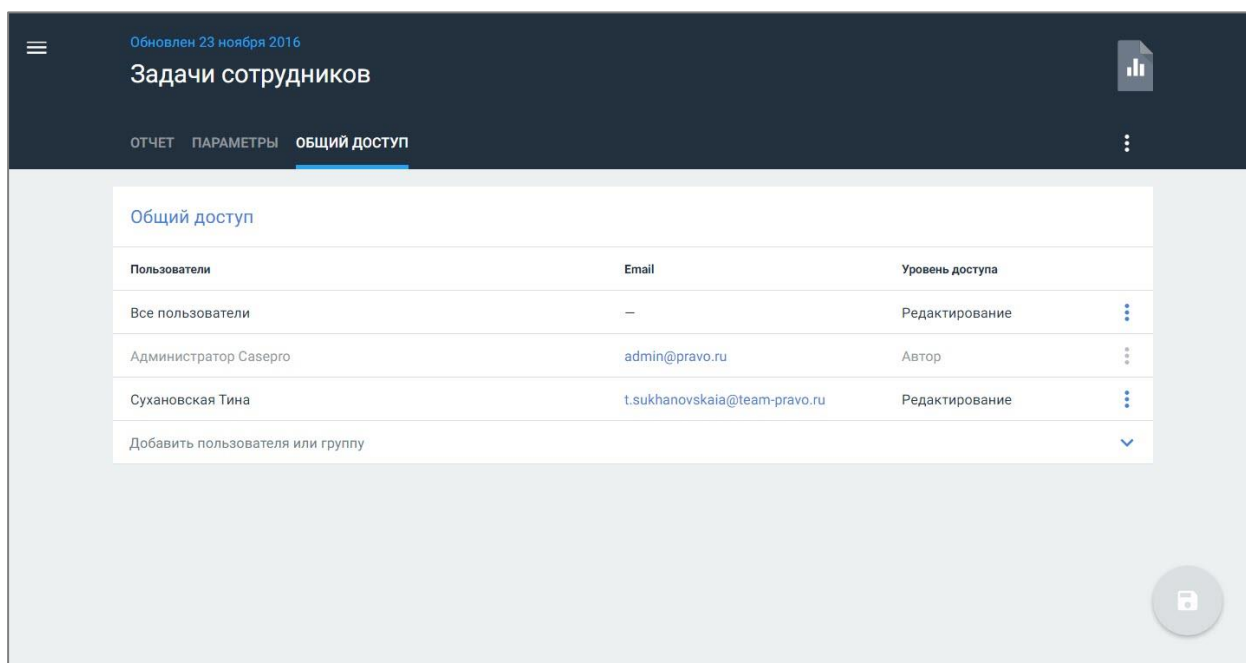 Обновлен 23 ноября 2016
Задачи сотрудников
ОТЧЕТ ПАРАМЕТРЫ ОБЩИЙ ДОСТУП
Общий доступ
Пользователи Email Уровень доступа
Все пользователи — Редактирование
Администратор Casepro admin@pravo.ru Автор
Сухановская Тина t.sukhanovskaia@team-pravo.ru Редактирование
Добавить пользователя или группу